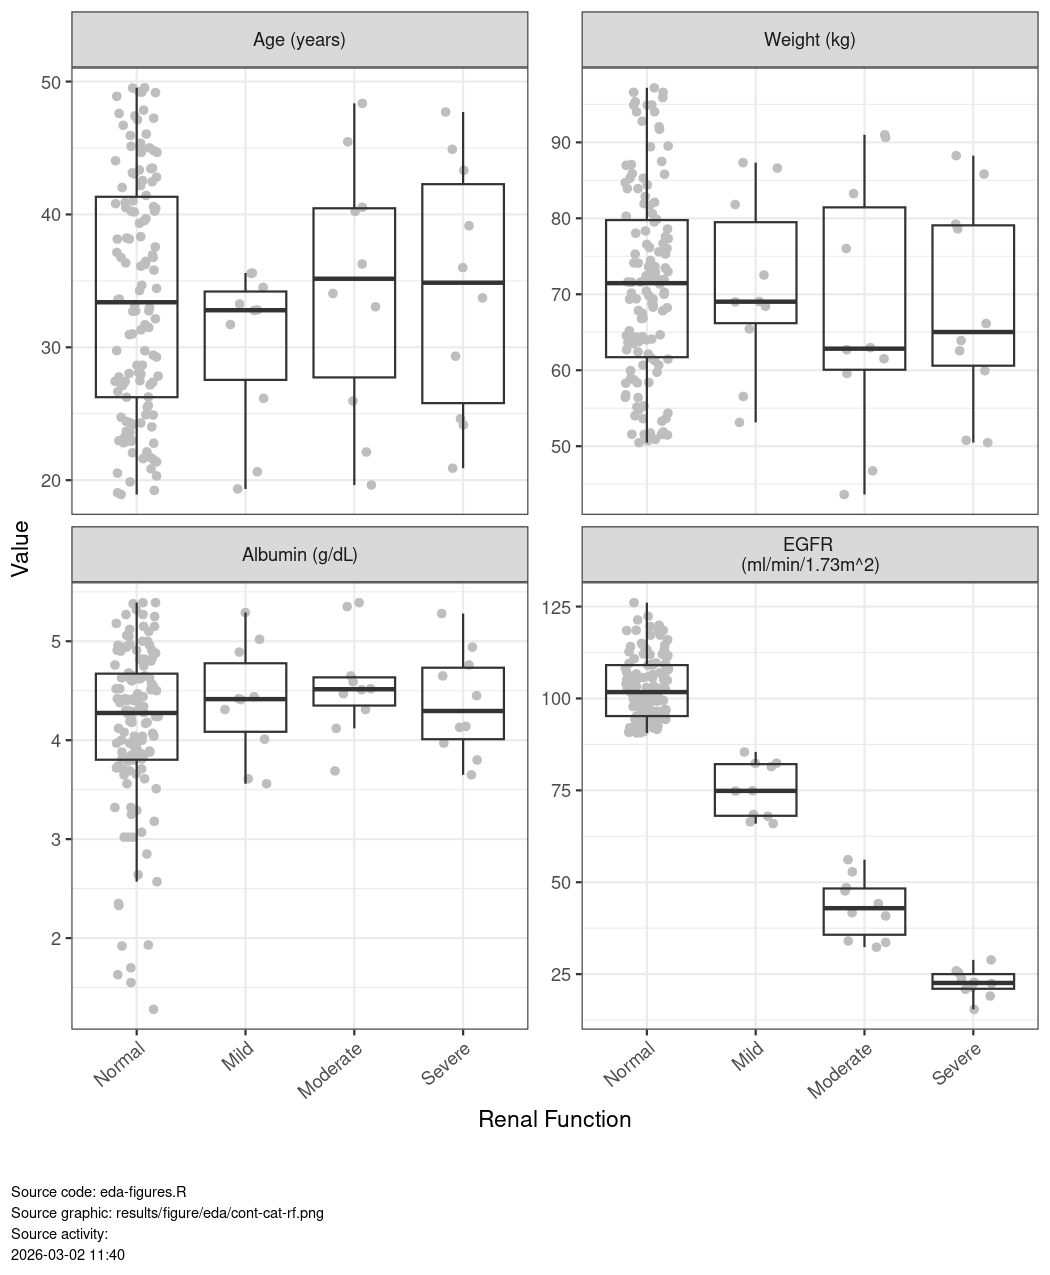 Age (years)
Weight (kg)
50
40
30
20
90
80
70
60
50
Value
Albumin (g/dL)
EGFR
(ml/min/1.73m^2)
5
4
3
2
125
100
75
50
25
Normal
Mild
Moderate
Severe
Normal
Mild
Moderate
Severe
Renal Function
Source code: eda-figures.R
Source graphic: results/figure/eda/cont-cat-rf.png
Source activity:
2026-03-02 11:40